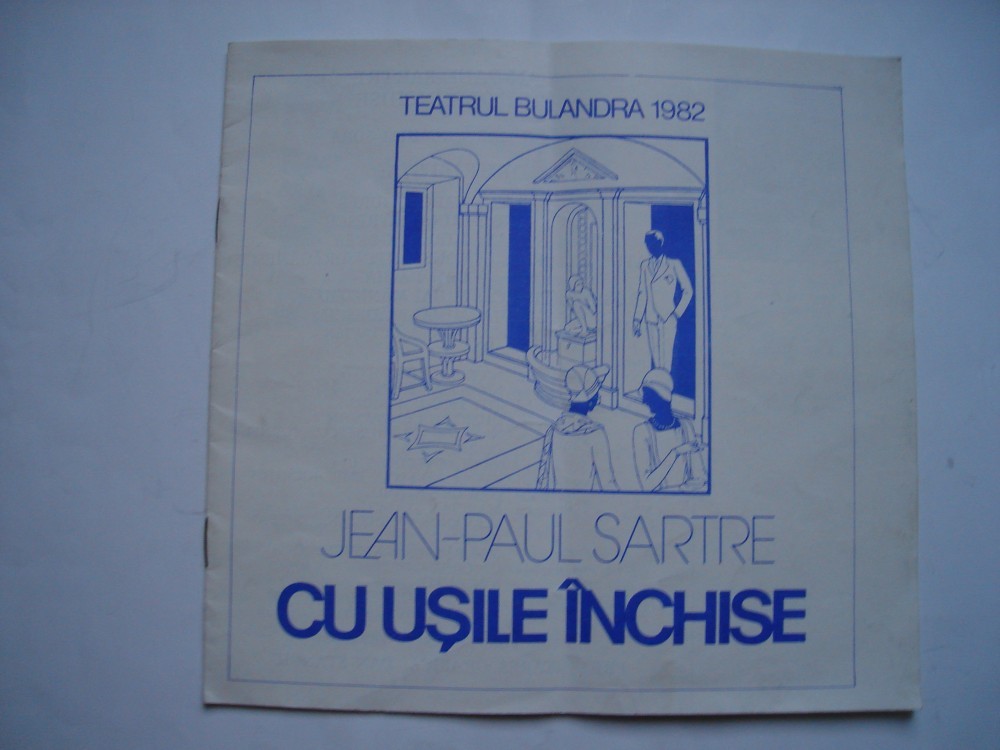 TEATRUL BULANDRA 1982
JEAN-PAUL SARTRE
CU UȘILE ÎNCHISE